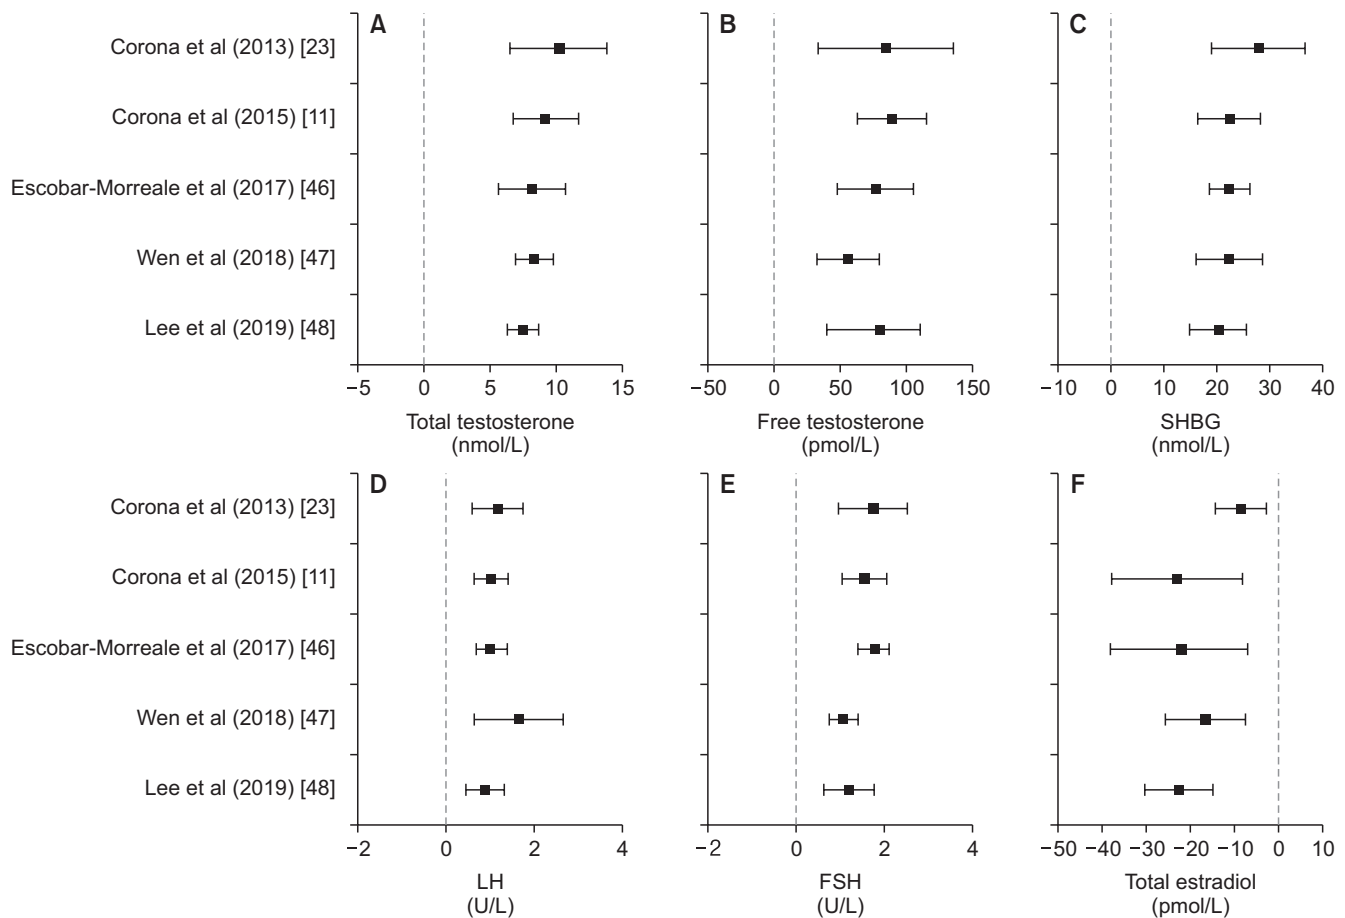 A
B
C
Corona et al (2013) [23]
Corona et al (2015) [11]
Escobar-Morreale et al (2017) [46]
Wen et al (2018) [47]
Lee et al (2019) [48]
−5 0 5 10 15
Total testosterone
(nmol/L)
−50 0 50 100 150
Free testosterone
(pmol/L)
−10 0 10 20 30 40
SHBG
(nmol/L)
D
E
F
Corona et al (2013) [23]
Corona et al (2015) [11]
Escobar-Morreale et al (2017) [46]
Wen et al (2018) [47]
Lee et al (2019) [48]
−2 0 2 4
LH
(U/L)
−2 0 2 4
FSH
(U/L)
−50 −40 −30 −20 −10 0 10
Total estradiol
(pmol/L)